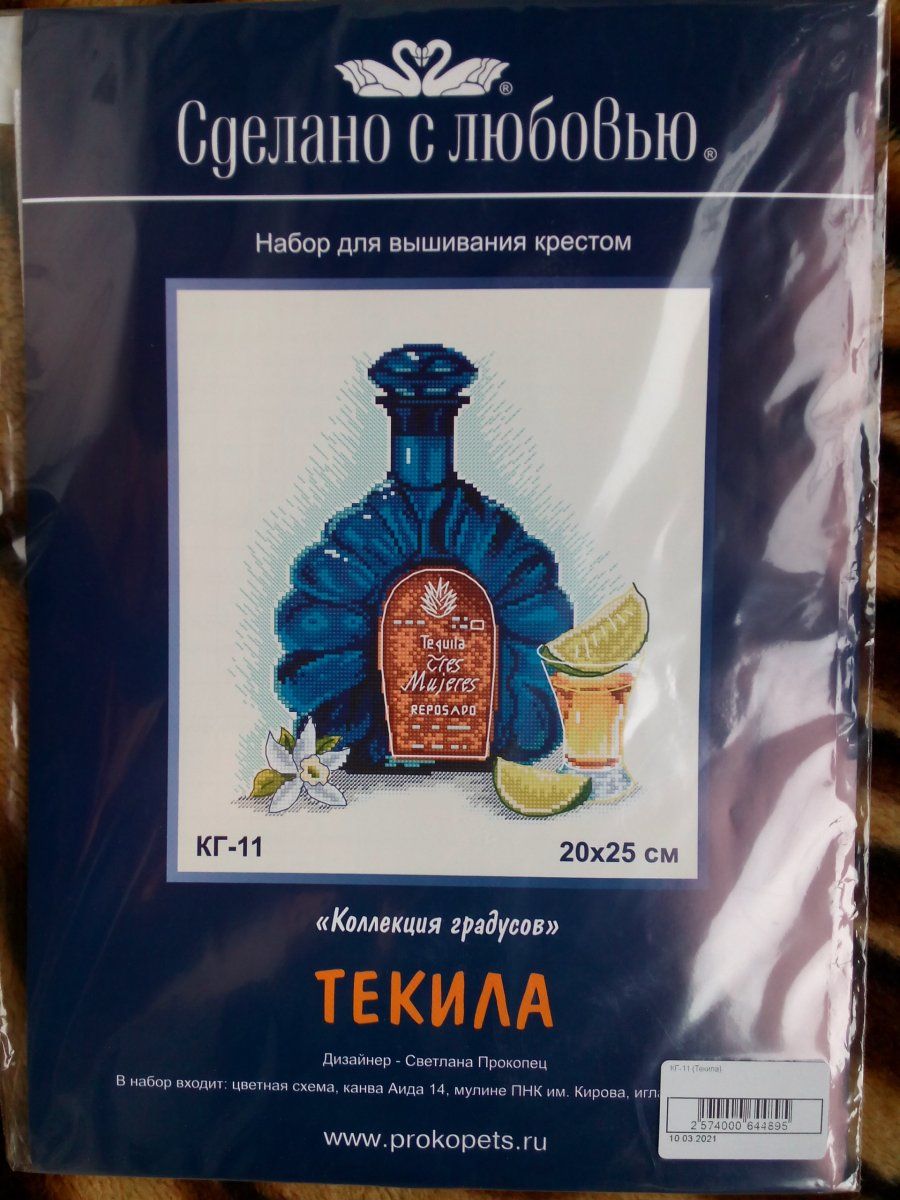 ®
Сделано с любовью®
Набор для вышивания крестом
Tequila
Tres
Mujeres
REPOSADO
КГ-11
20х25 см
«Коллекция градусов»
ТЕКИЛА
Дизайнер - Светлана Прокопец
В набор входит: цветная схема, канва Аида 14, мулине ПНК им. Кирова,
КГ-11 (Текила)
2 574000 644895
10.03.2021
www.prokopets.ru